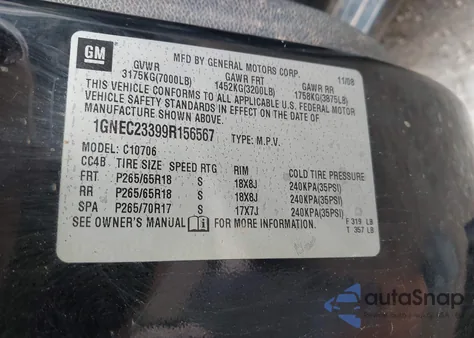 GM
MFD BY GENERAL MOTORS CORP. 11/08
GVWR GAWR FRT GAWR RR
3175KG(7000LB) 1452KG(3200LB) 1758KG(3875LB)
THIS VEHICLE CONFORMS TO ALL APPLICABLE U.S. FEDERAL MOTOR
VEHICLE SAFETY STANDARDS IN EFFECT ON THE DATE OF
MANUFACTURE SHOWN ABOVE.
1GNEC23399R156567 TYPE: M.P.V.
MODEL: C10706
CC4B TIRE SIZE SPEED RTG RIM COLD TIRE PRESSURE
FRT P265/65R18 S 18X8J 240KPA(35PSI)
RR P265/65R18 S 18X8J 240KPA(35PSI)
SPA P265/70R17 S 17X7J 240KPA(35PSI)
SEE OWNER'S MANUAL FOR MORE INFORMATION
F 319 LB
T 357 LB
autoSnap